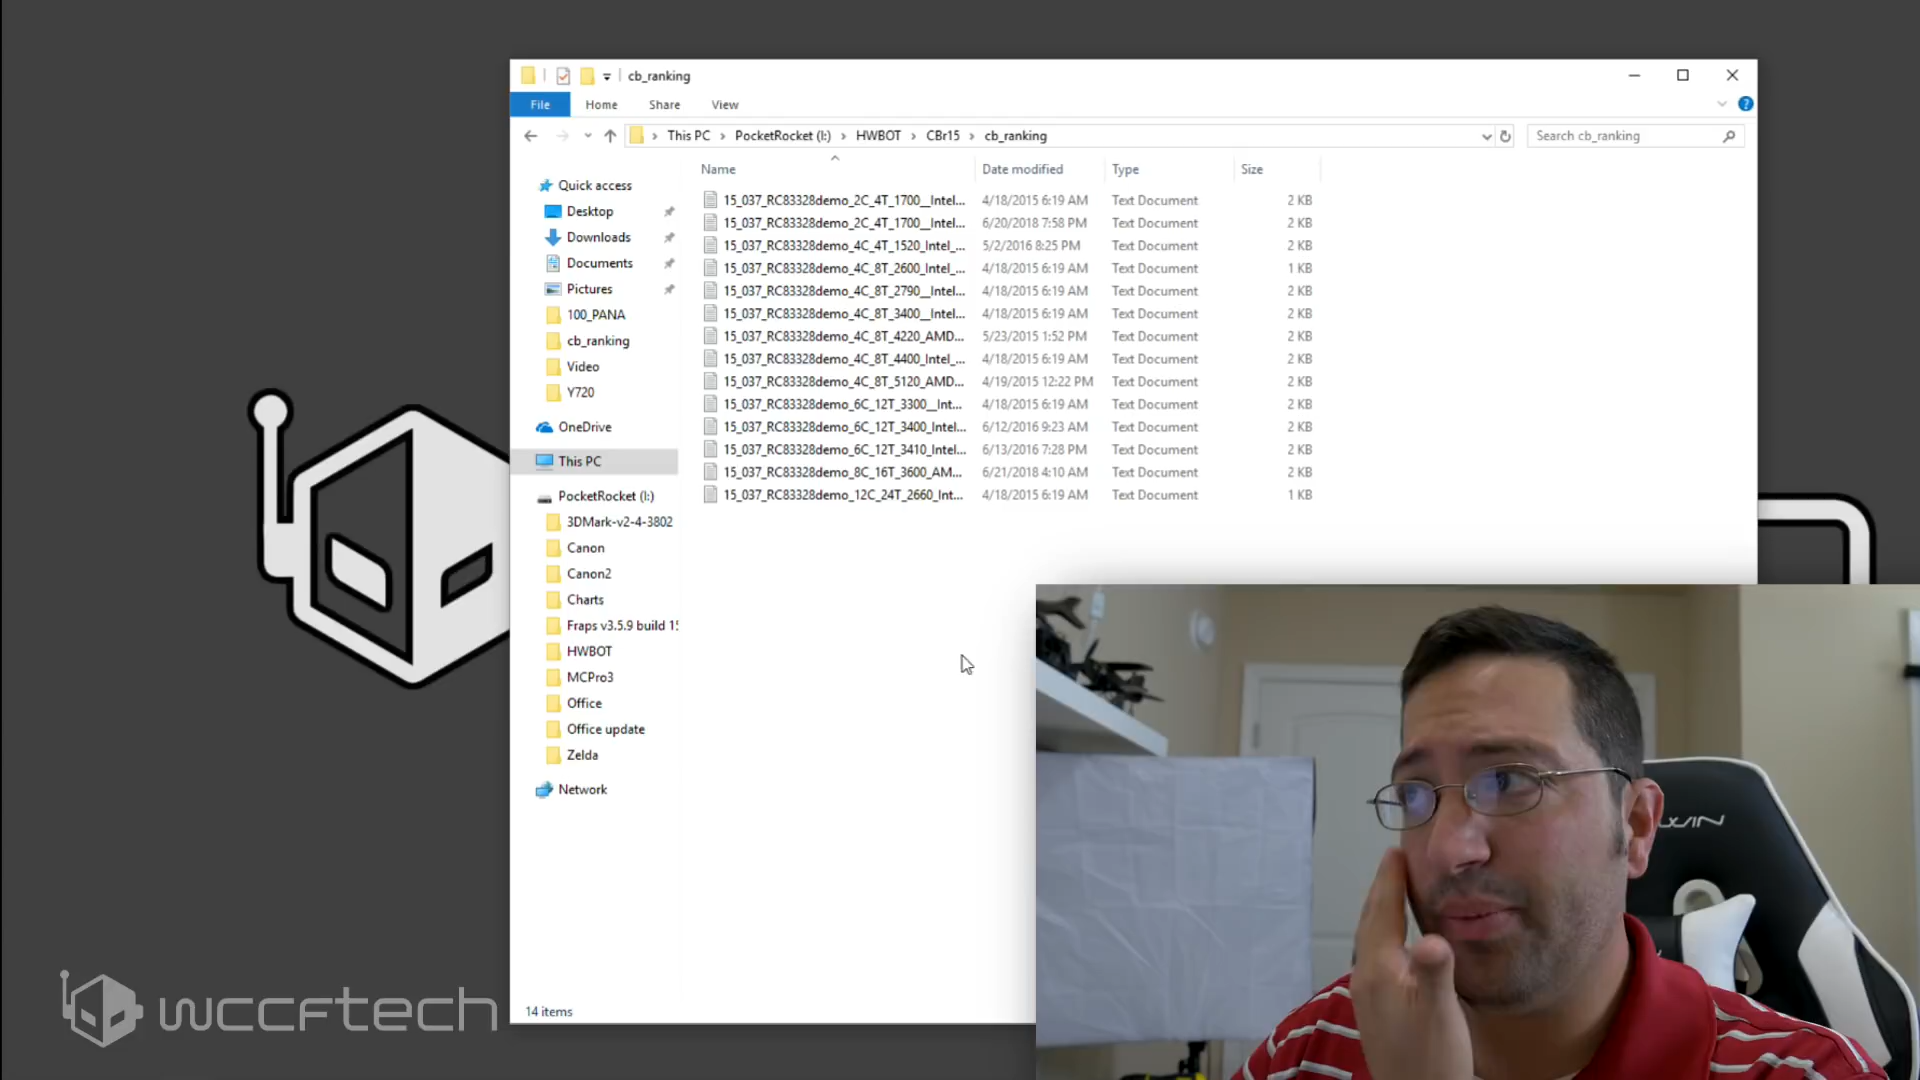 cb_ranking
File Home Share View
This PC PocketRocket (I:) HWBOT CBr15 cb_ranking Search cb_ranking
Name Date modified Type Size
15_037_RC83328demo_2C_4T_1700__Intel... 4/18/2015 6:19 AM Text Document 2 KB
15_037_RC83328demo_2C_4T_1700__Intel... 6/20/2018 7:58 PM Text Document 2 KB
15_037_RC83328demo_4C_4T_1520_Intel_... 5/2/2016 8:25 PM Text Document 2 KB
15_037_RC83328demo_4C_8T_2600_Intel_... 4/18/2015 6:19 AM Text Document 1 KB
15_037_RC83328demo_4C_8T_2790__Intel... 4/18/2015 6:19 AM Text Document 2 KB
15_037_RC83328demo_4C_8T_3400__Intel... 4/18/2015 6:19 AM Text Document 2 KB
15_037_RC83328demo_4C_8T_4220_AMD... 5/23/2015 1:52 PM Text Document 2 KB
15_037_RC83328demo_4C_8T_4400_Intel_... 4/18/2015 6:19 AM Text Document 2 KB
15_037_RC83328demo_4C_8T_5120_AMD... 4/19/2015 12:22 PM Text Document 2 KB
15_037_RC83328demo_6C_12T_3300__Int... 4/18/2015 6:19 AM Text Document 2 KB
15_037_RC83328demo_6C_12T_3400_Intel... 6/12/2016 9:23 AM Text Document 2 KB
15_037_RC83328demo_6C_12T_3410_Intel... 6/13/2016 7:28 PM Text Document 2 KB
15_037_RC83328demo_8C_16T_3600_AM... 6/21/2018 4:10 AM Text Document 2 KB
15_037_RC83328demo_12C_24T_2660_Int... 4/18/2015 6:19 AM Text Document 1 KB
Quick access
Desktop
Downloads
Documents
Pictures
100_PANA
cb_ranking
Video
Y720
OneDrive
This PC
PocketRocket (I:)
3DMark-v2-4-3802
Canon
Canon2
Charts
Fraps v3.5.9 build 15
HWBOT
MCPro3
Office
Office update
Zelda
Network
14 items
wccftech